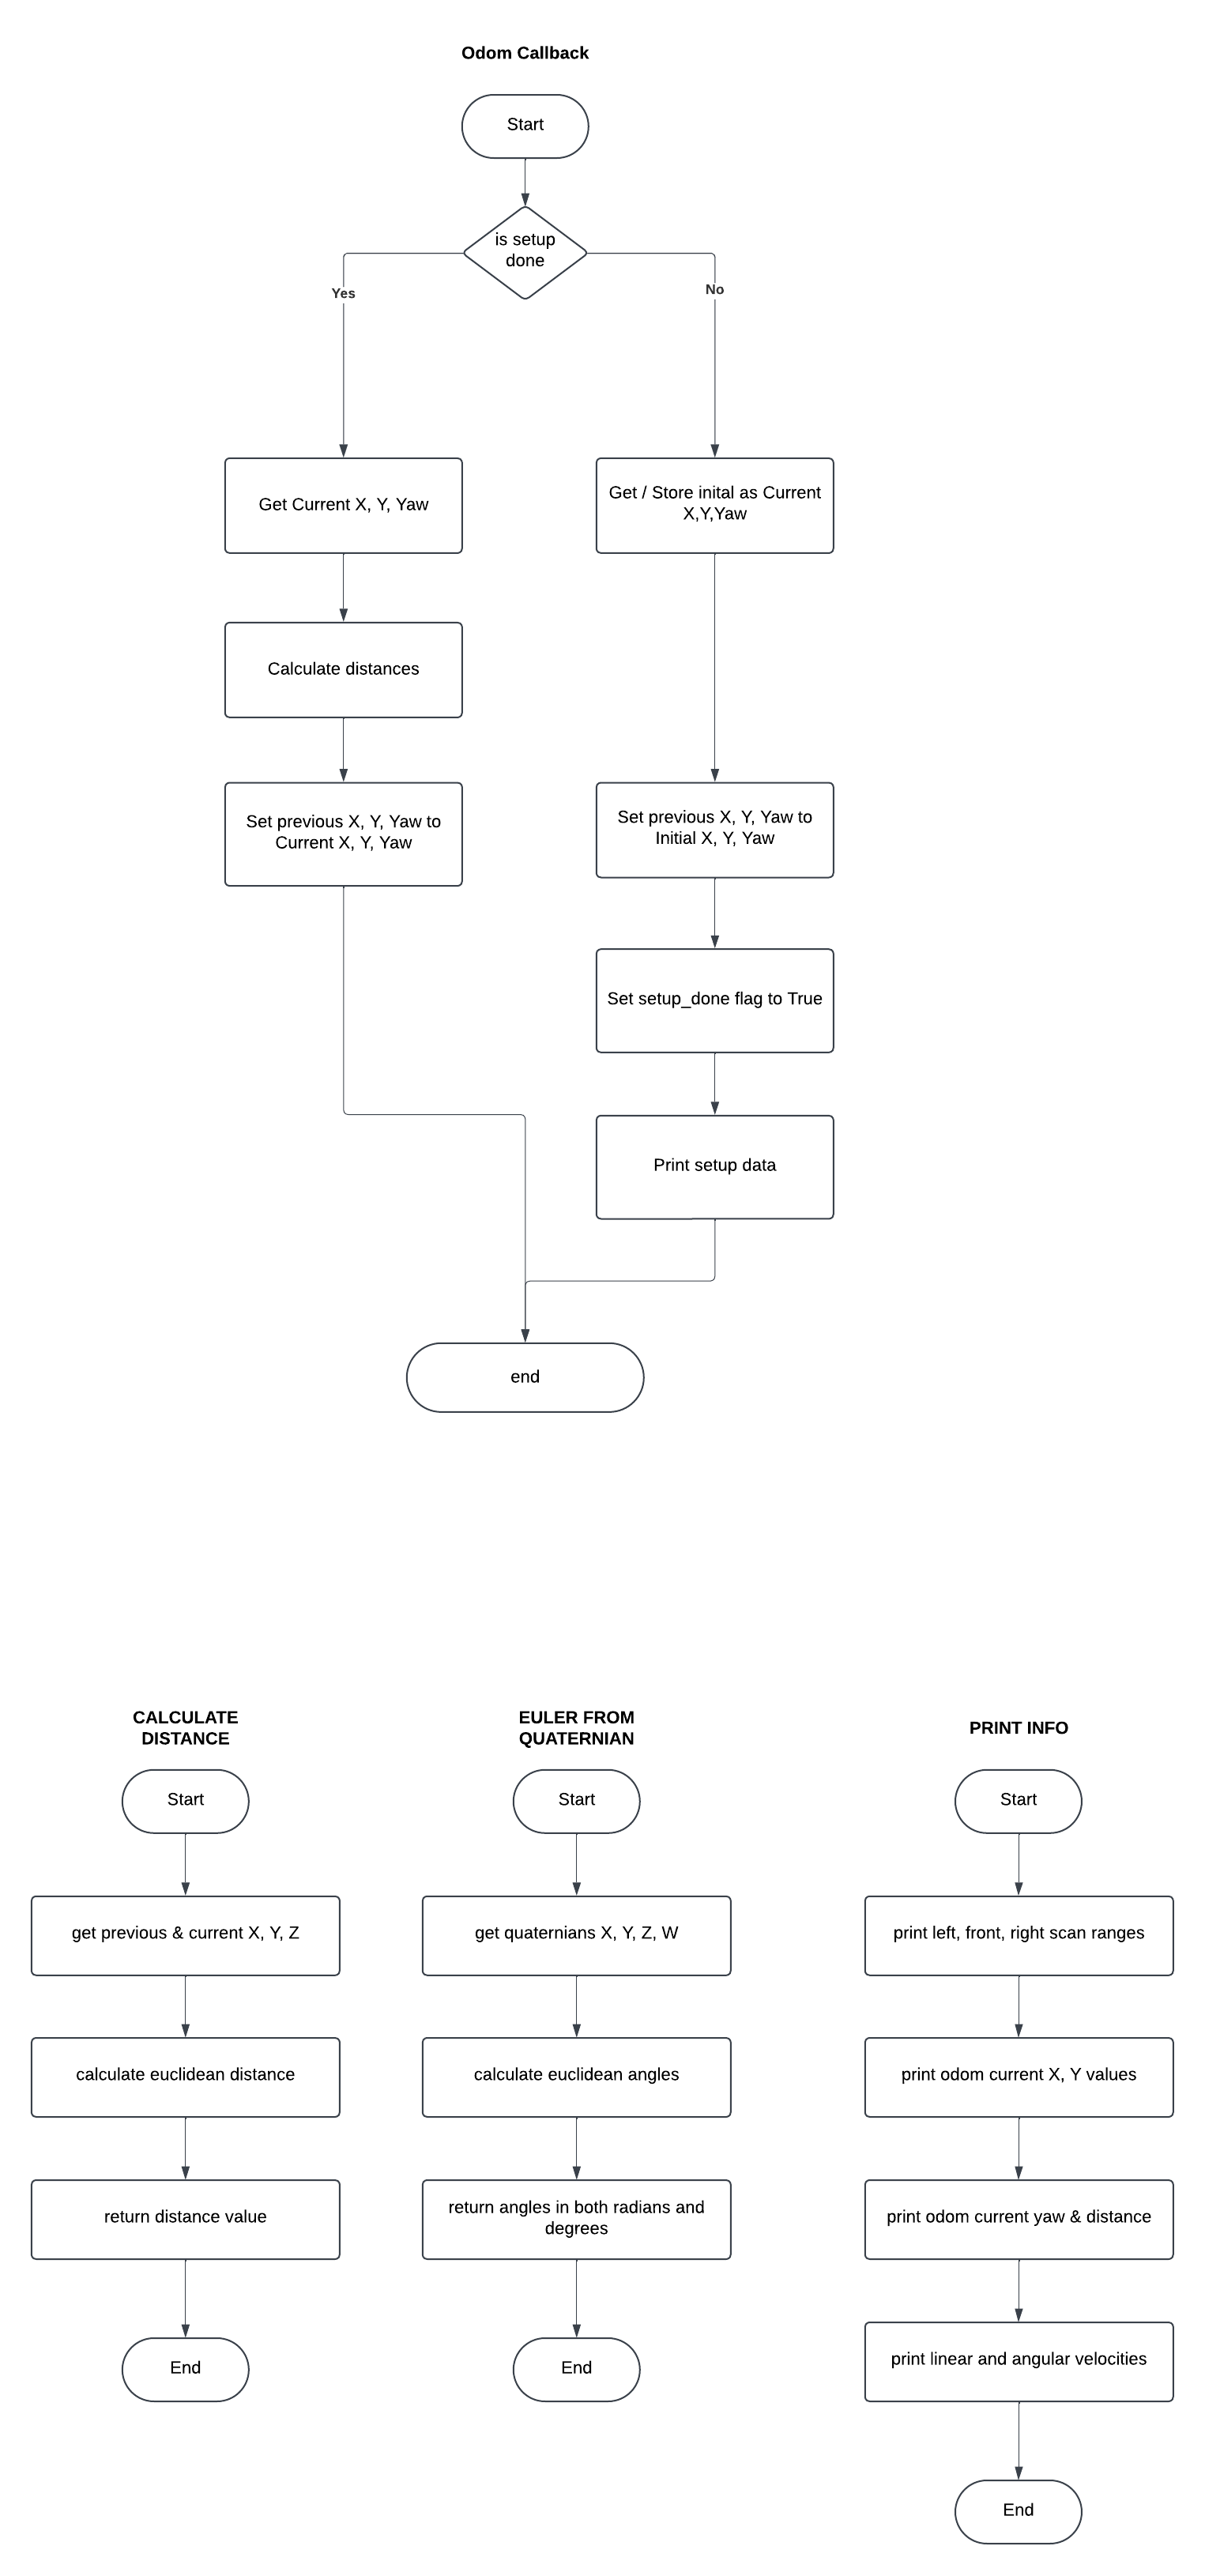 Odom Callback
Start
is setup
done
Yes
No
Get Current X, Y, Yaw
Get / Store inital as Current
X,Y,Yaw
Calculate distances
Set previous X, Y, Yaw to
Current X, Y, Yaw
Set previous X, Y, Yaw to
Initial X, Y, Yaw
Set setup_done flag to True
Print setup data
end
CALCULATE
DISTANCE
Start
get previous & current X, Y, Z
calculate euclidean distance
return distance value
End
EULER FROM
QUATERNIAN
Start
get quaternians X, Y, Z, W
calculate euclidean angles
return angles in both radians and
degrees
End
PRINT INFO
Start
print left, front, right scan ranges
print odom current X, Y values
print odom current yaw & distance
print linear and angular velocities
End